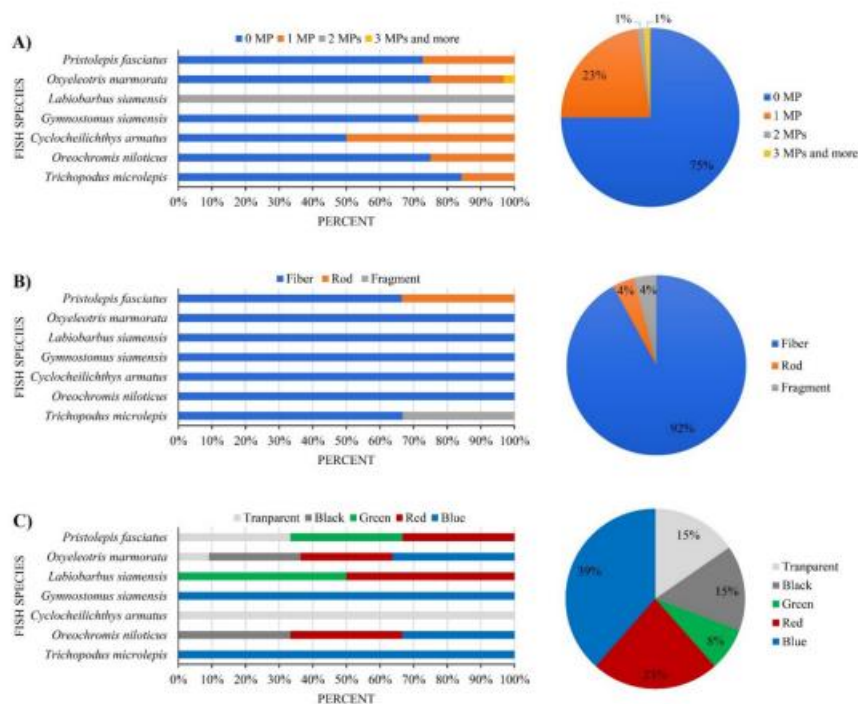 A)
0 MP 1 MP 2 MPs 3 MPs and more
FISH SPECIES
Pristolepis fasciatus
Oxyeleotris marmorata
Labiobarbus siamensis
Gymnostomus siamensis
Cyclocheilichthys armatus
Oreochromis niloticus
Trichopodus microlepis
0% 10% 20% 30% 40% 50% 60% 70% 80% 90% 100%
PERCENT
1% 1%
23%
75%
0 MP
1 MP
2 MPs
3 MPs and more
B)
Fiber Rod Fragment
FISH SPECIES
Pristolepis fasciatus
Oxyeleotris marmorata
Labiobarbus siamensis
Gymnostomus siamensis
Cyclocheilichthys armatus
Oreochromis niloticus
Trichopodus microlepis
0% 10% 20% 30% 40% 50% 60% 70% 80% 90% 100%
PERCENT
4% 4%
92%
Fiber
Rod
Fragment
C)
Tranparent Black Green Red Blue
FISH SPECIES
Pristolepis fasciatus
Oxyeleotris marmorata
Labiobarbus siamensis
Gymnostomus siamensis
Cyclocheilichthys armatus
Oreochromis niloticus
Trichopodus microlepis
0% 10% 20% 30% 40% 50% 60% 70% 80% 90% 100%
PERCENT
39%
15%
15%
8%
23%
Tranparent
Black
Green
Red
Blue